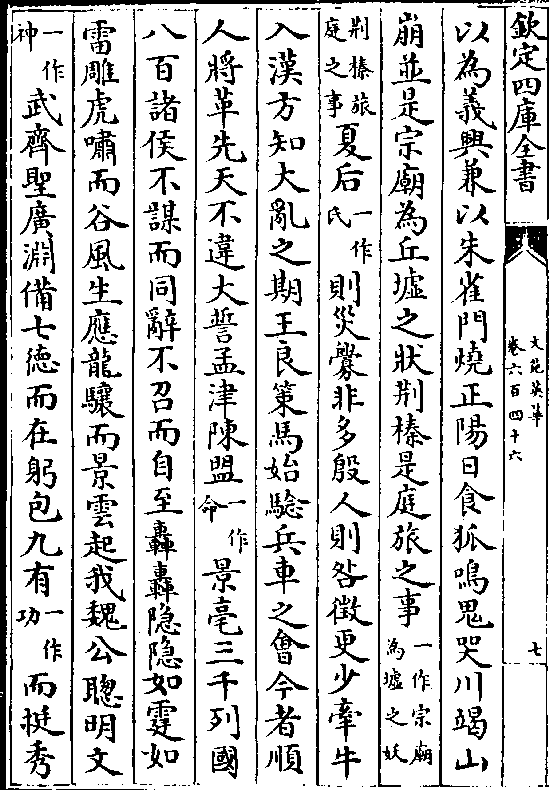 欽定四庫全書
文苑英華
卷六百四十六
七
以為義興兼以朱雀門燒正陽日食狐鳴鬼哭川竭山
崩並是宗廟為丘墟之狀荆榛是庭旅之事一作宗廟為墟之妖
荆榛旅庭之事夏后一作氏則災釁非多殷人則咎徵更少牽牛
入漢方知大亂之期王良策馬始驗兵車之會今者順
人將革先天不違大誓孟津陳盟一作命景亳三千列國
八百諸侯不謀而同辭不召而自至轟轟隐隐如霆如
雷雕虎嘯而谷風生應龍驤而景雲起我魏公聰明文
一作神武齊聖廣淵備七德而在躬包九有一作功而挺秀